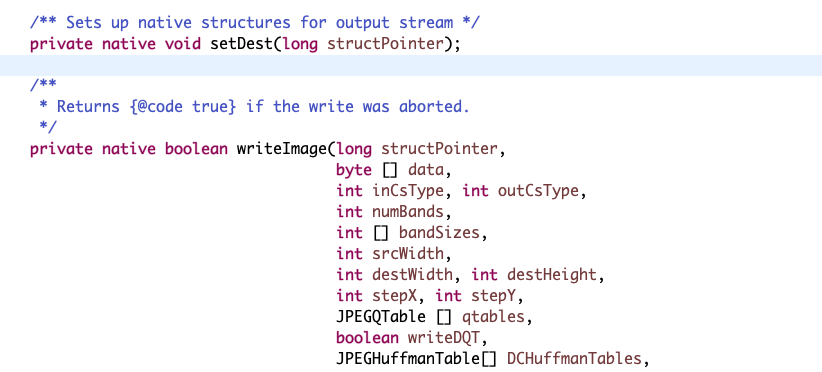 /** Sets up native structures for output stream */
private native void setDest(long structPointer);
/**
 * Returns {@code true} if the write was aborted.
 */
private native boolean writeImage(long structPointer,
                                  byte [] data,
                                  int inCsType, int outCsType,
                                  int numBands,
                                  int [] bandSizes,
                                  int srcWidth,
                                  int destWidth, int destHeight,
                                  int stepX, int stepY,
                                  JPEGQTable [] qtables,
                                  boolean writeDQT,
                                  JPEGHuffmanTable[] DCHuffmanTables,